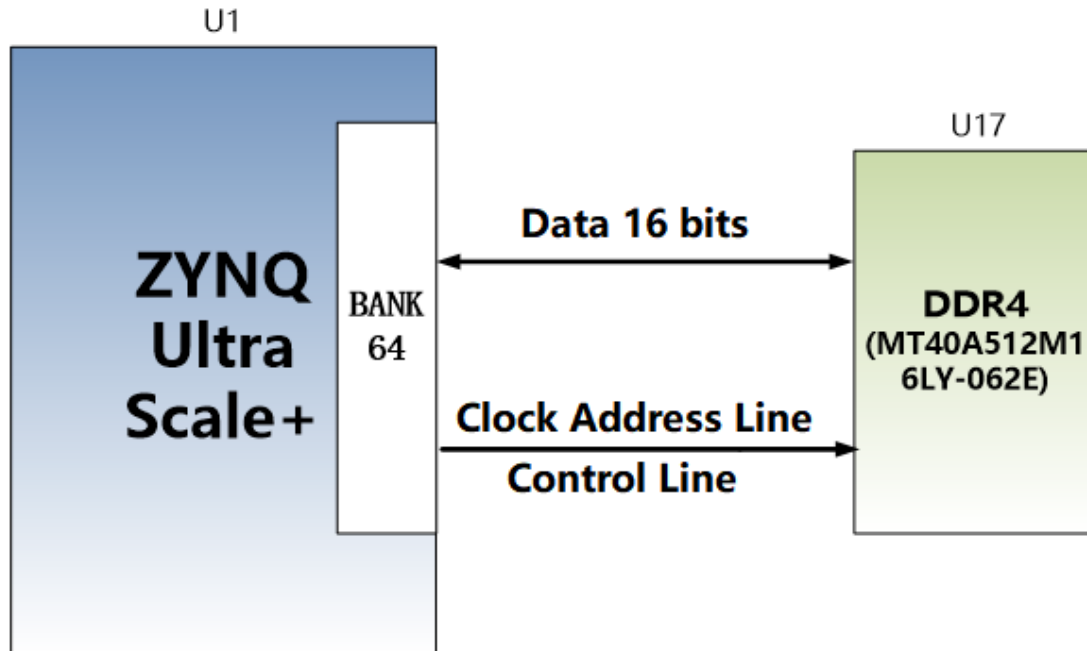 U1
U17
ZYNQ
Ultra
Scale+
BANK
64
Data 16 bits
Clock Address Line
Control Line
DDR4
(MT40A512M1
6LY-062E)